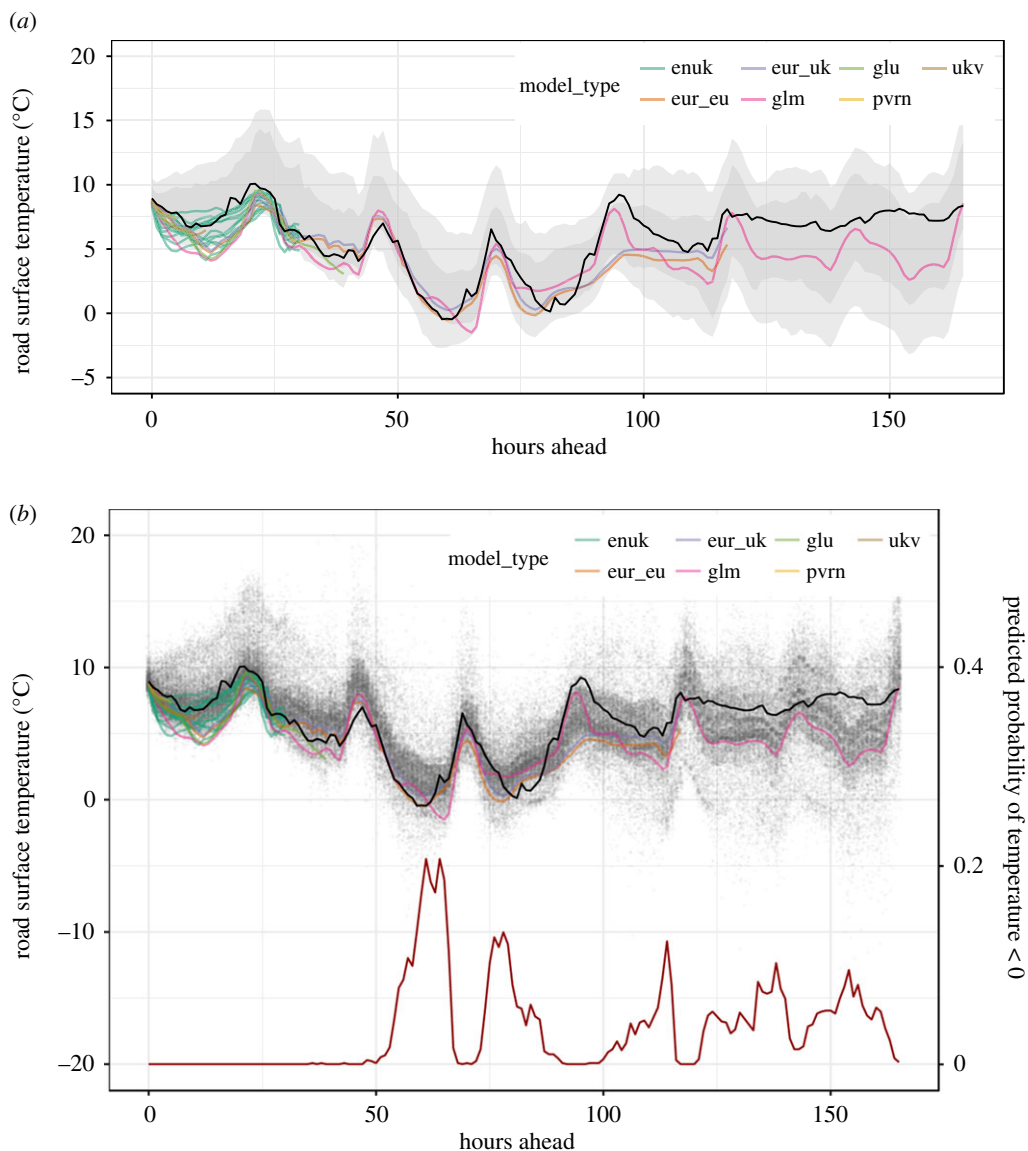 (a)
20
15
10
5
0
–5
road surface temperature (°C)
model_type
enuk
eur_uk
glu
ukv
eur_eu
glm
pvrn
0
50
100
150
hours ahead
(b)
20
10
0
–10
–20
road surface temperature (°C)
model_type
enuk
eur_uk
glu
ukv
eur_eu
glm
pvrn
0.4
0.2
0
predicted probability of temperature < 0
0
50
100
150
hours ahead